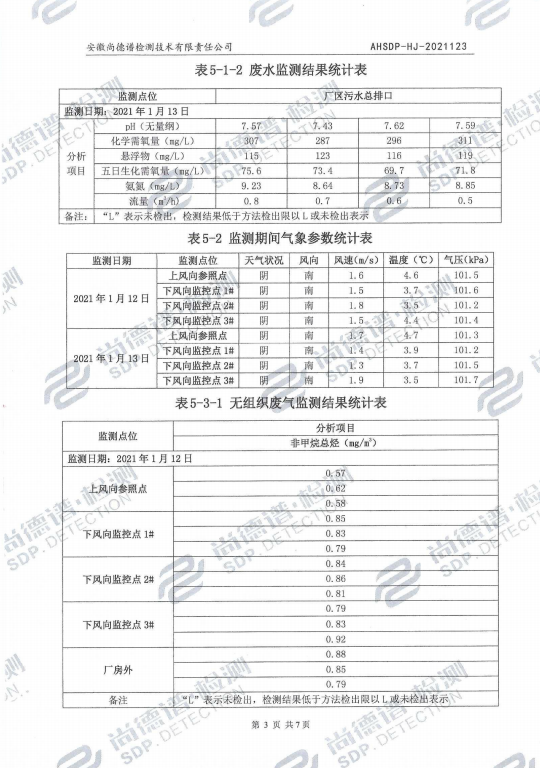 安徽尚德谱检测技术有限责任公司 AHSDP-HJ-2021123
表5-1-2 废水监测结果统计表
监测点位 厂区污水总排口
监测日期：2021年1月13日
分析项目
pH（无量纲） 7.57 7.43 7.62 7.59
化学需氧量（mg/L） 307 287 296 311
悬浮物（mg/L） 115 123 116 119
五日生化需氧量（mg/L） 75.6 73.4 69.7 71.8
氨氮（mg/L） 9.23 8.64 8.73 8.85
流量（m³/h） 0.8 0.7 0.6 0.5
备注： “L”表示未检出，检测结果低于方法检出限以L或未检出表示
表5-2 监测期间气象参数统计表
监测日期 监测点位 天气状况 风向 风速(m/s) 温度（℃） 气压(kPa)
2021年1月12日
上风向参照点 阴 南 1.6 4.6 101.5
下风向监控点1# 阴 南 1.5 3.7 101.6
下风向监控点2# 阴 南 1.8 3.5 101.2
下风向监控点3# 阴 南 1.5 4.4 101.4
2021年1月13日
上风向参照点 阴 南 1.7 4.7 101.3
下风向监控点1# 阴 南 1.4 3.9 101.2
下风向监控点2# 阴 南 1.3 3.7 101.5
下风向监控点3# 阴 南 1.9 3.5 101.7
表5-3-1 无组织废气监测结果统计表
监测点位 分析项目
非甲烷总烃（mg/m³）
监测日期：2021年1月12日
上风向参照点
0.57
0.62
0.58
下风向监控点1#
0.85
0.83
0.79
下风向监控点2#
0.84
0.86
0.81
下风向监控点3#
0.79
0.83
0.92
厂房外
0.88
0.85
0.79
备注 “L”表示未检出，检测结果低于方法检出限以L或未检出表示
第3页共7页
尚德谱·检测
SDP.DETECTION